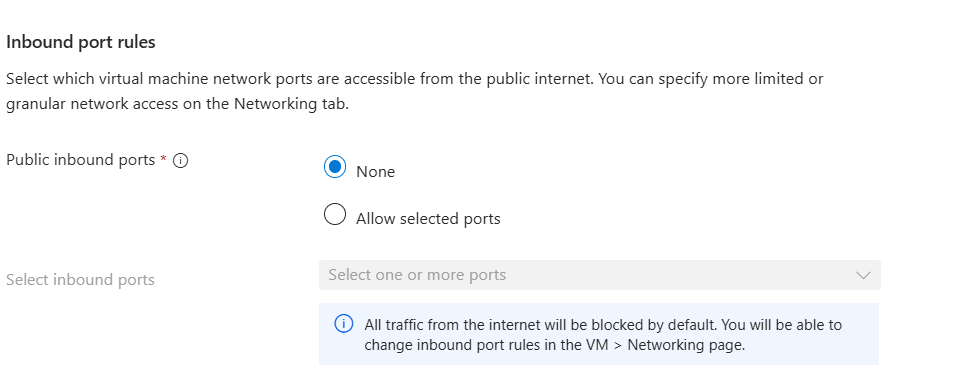 Inbound port rules
Select which virtual machine network ports are accessible from the public internet. You can specify more limited or
granular network access on the Networking tab.
Public inbound ports *
None
Allow selected ports
Select inbound ports
Select one or more ports
All traffic from the internet will be blocked by default. You will be able to
change inbound port rules in the VM > Networking page.